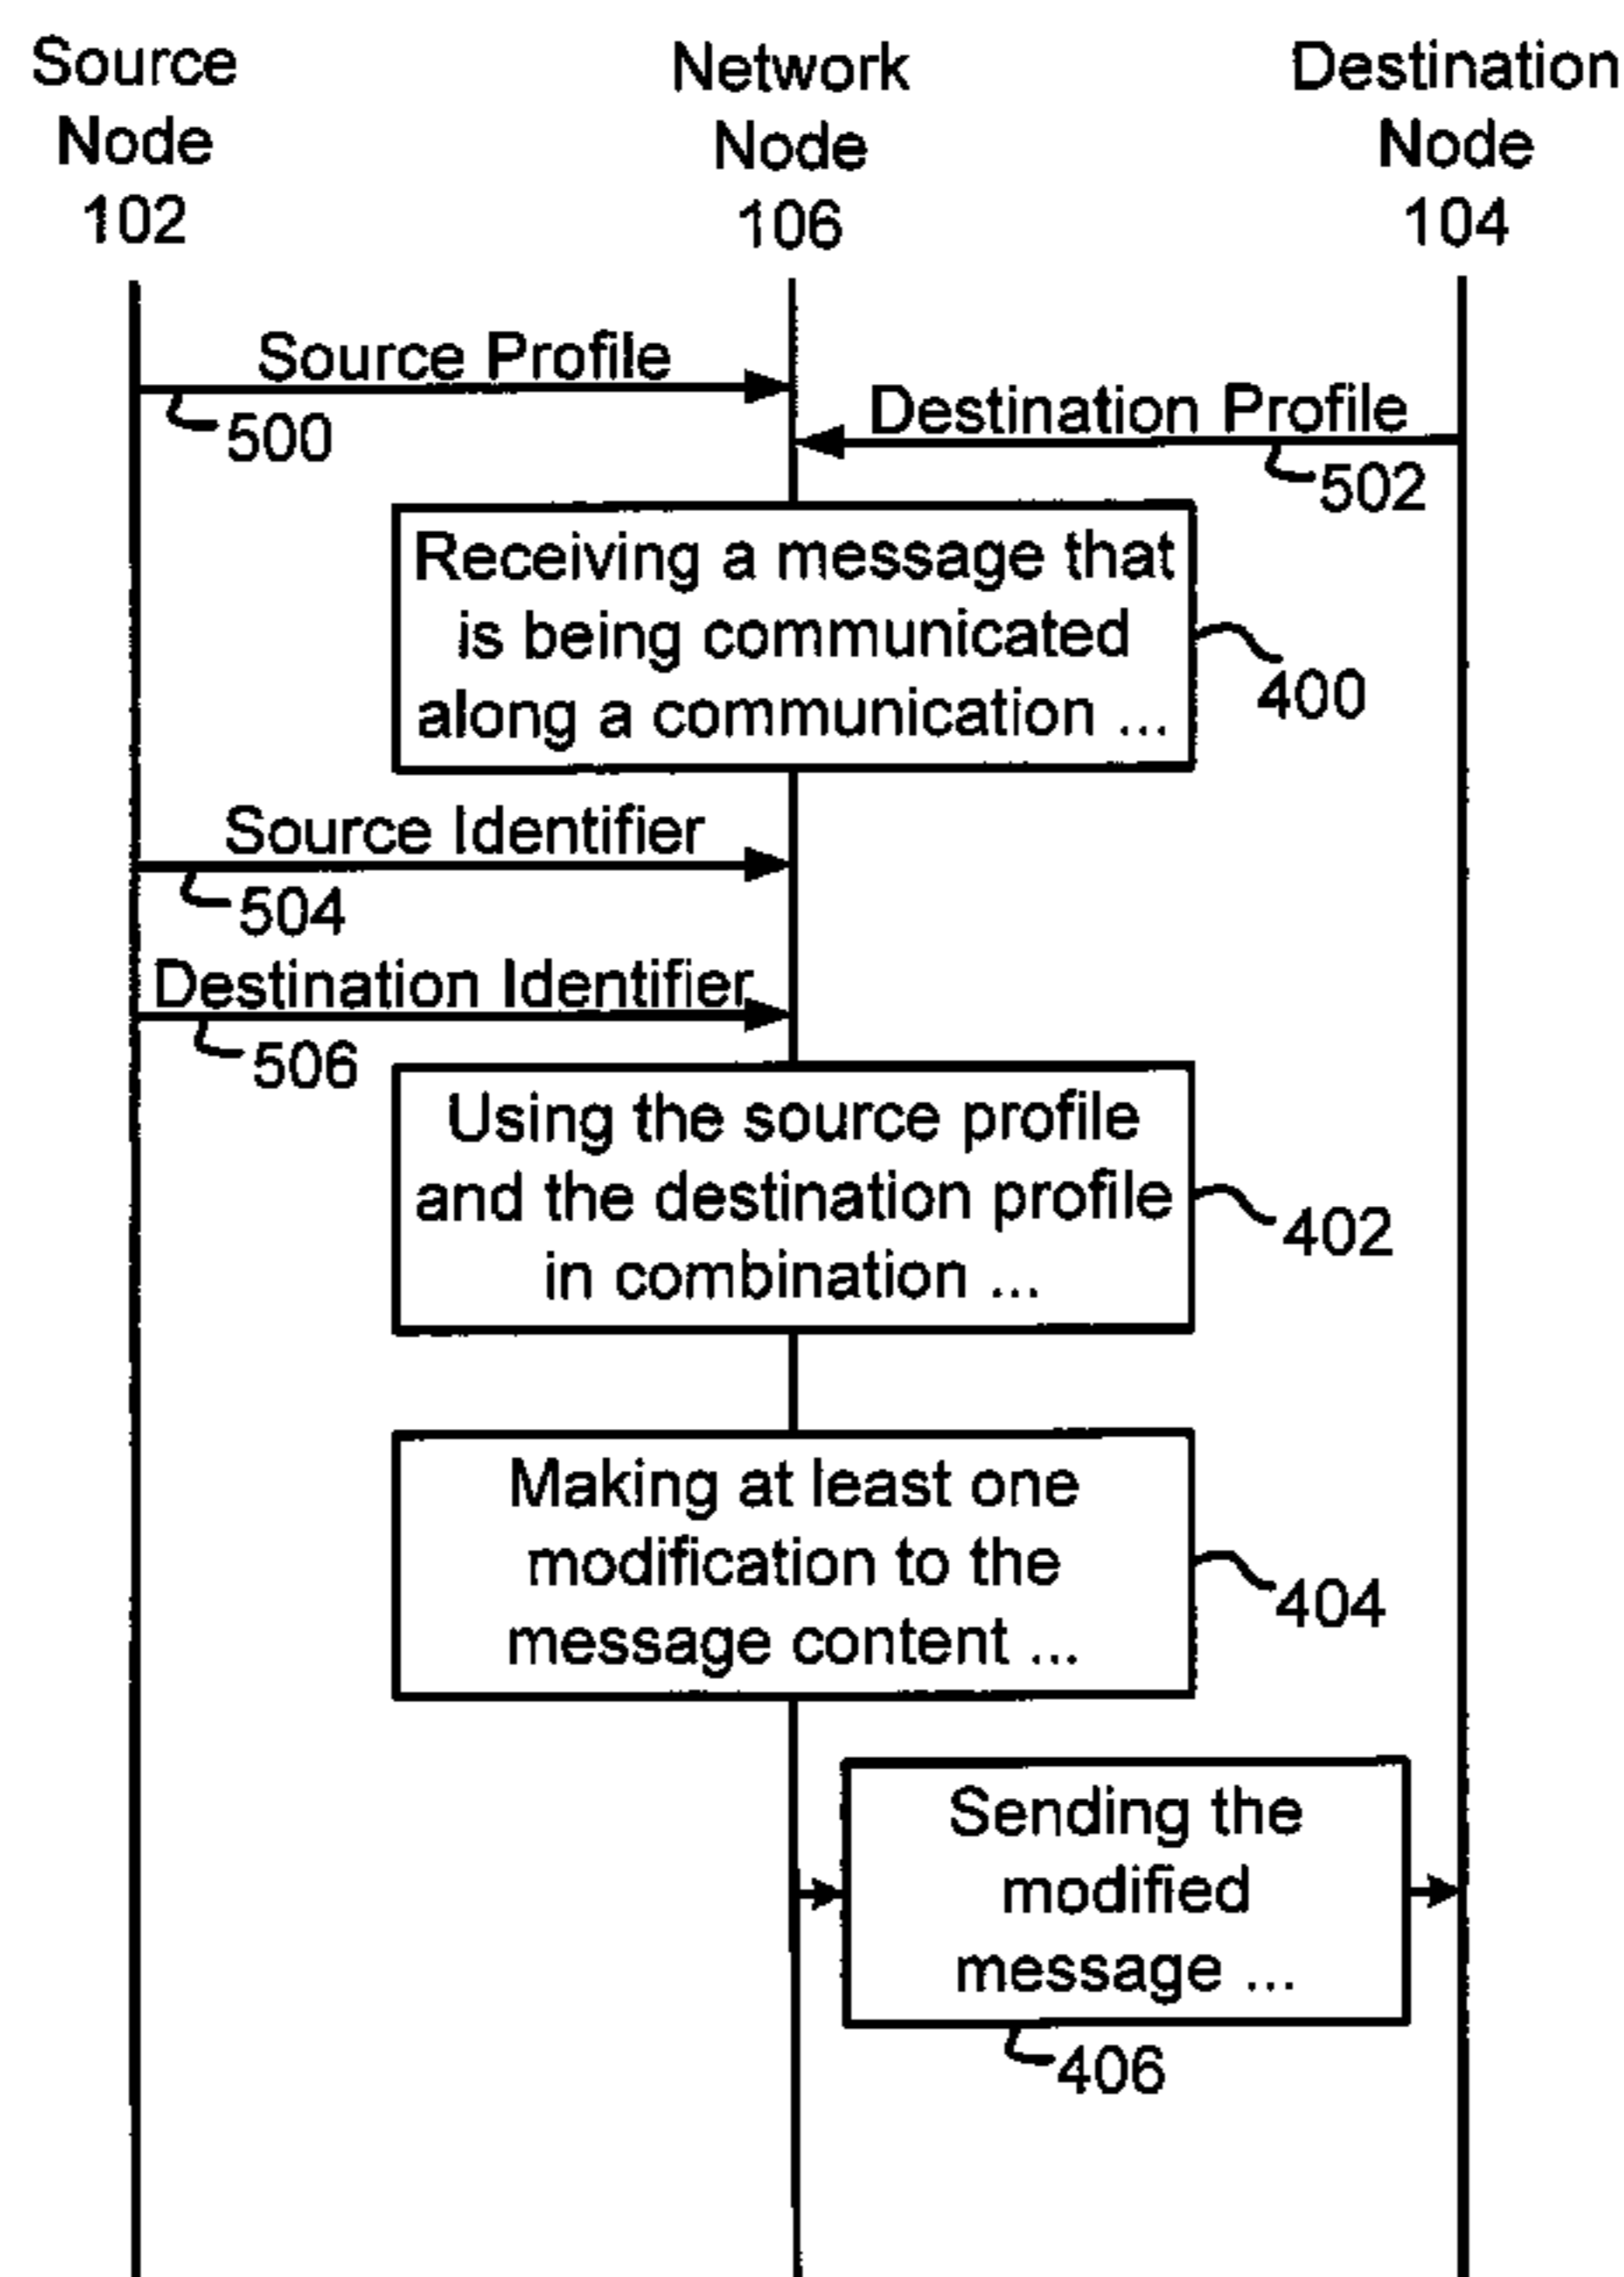 Source
Node
102
Network
Node
106
Destination
Node
104
Source Profile
500
Destination Profile
502
Receiving a message that
is being communicated
along a communication ...
400
Source Identifier
504
Destination Identifier
506
Using the source profile
and the destination profile
in combination ...
402
Making at least one
modification to the
message content ...
404
Sending the
modified
message ...
406